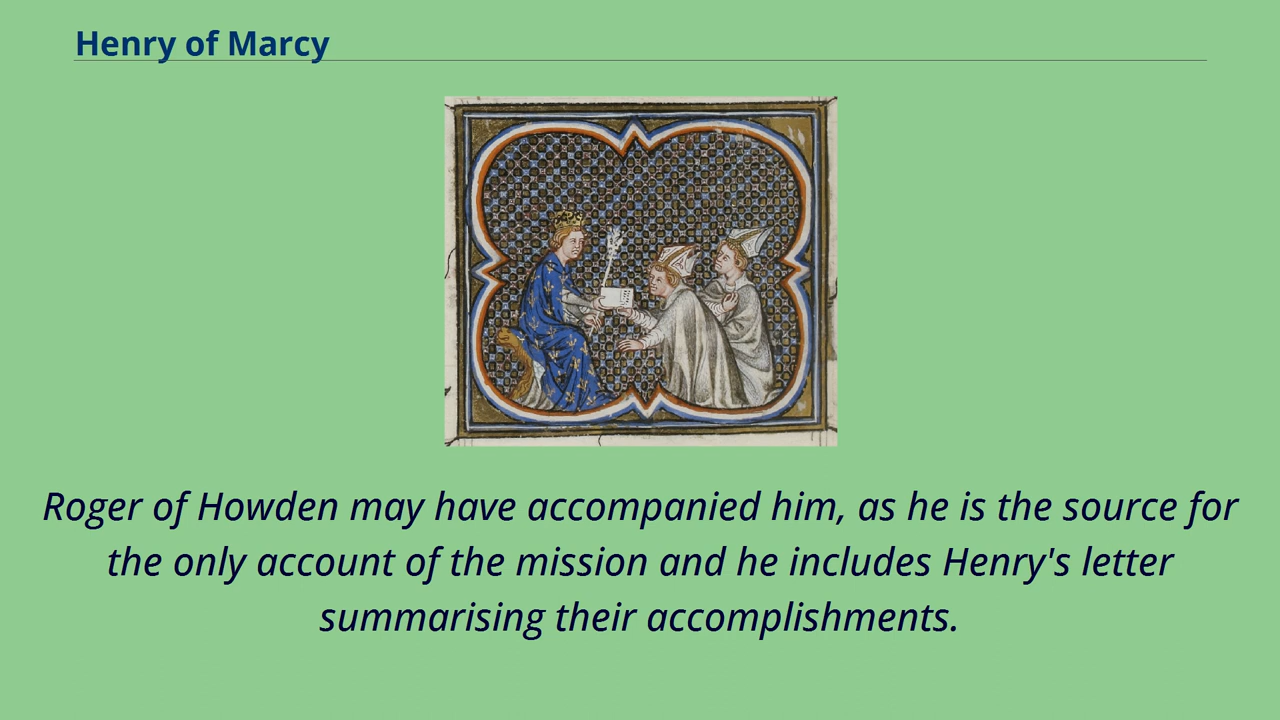 Henry of Marcy
Roger of Howden may have accompanied him, as he is the source for
the only account of the mission and he includes Henry's letter
summarising their accomplishments.